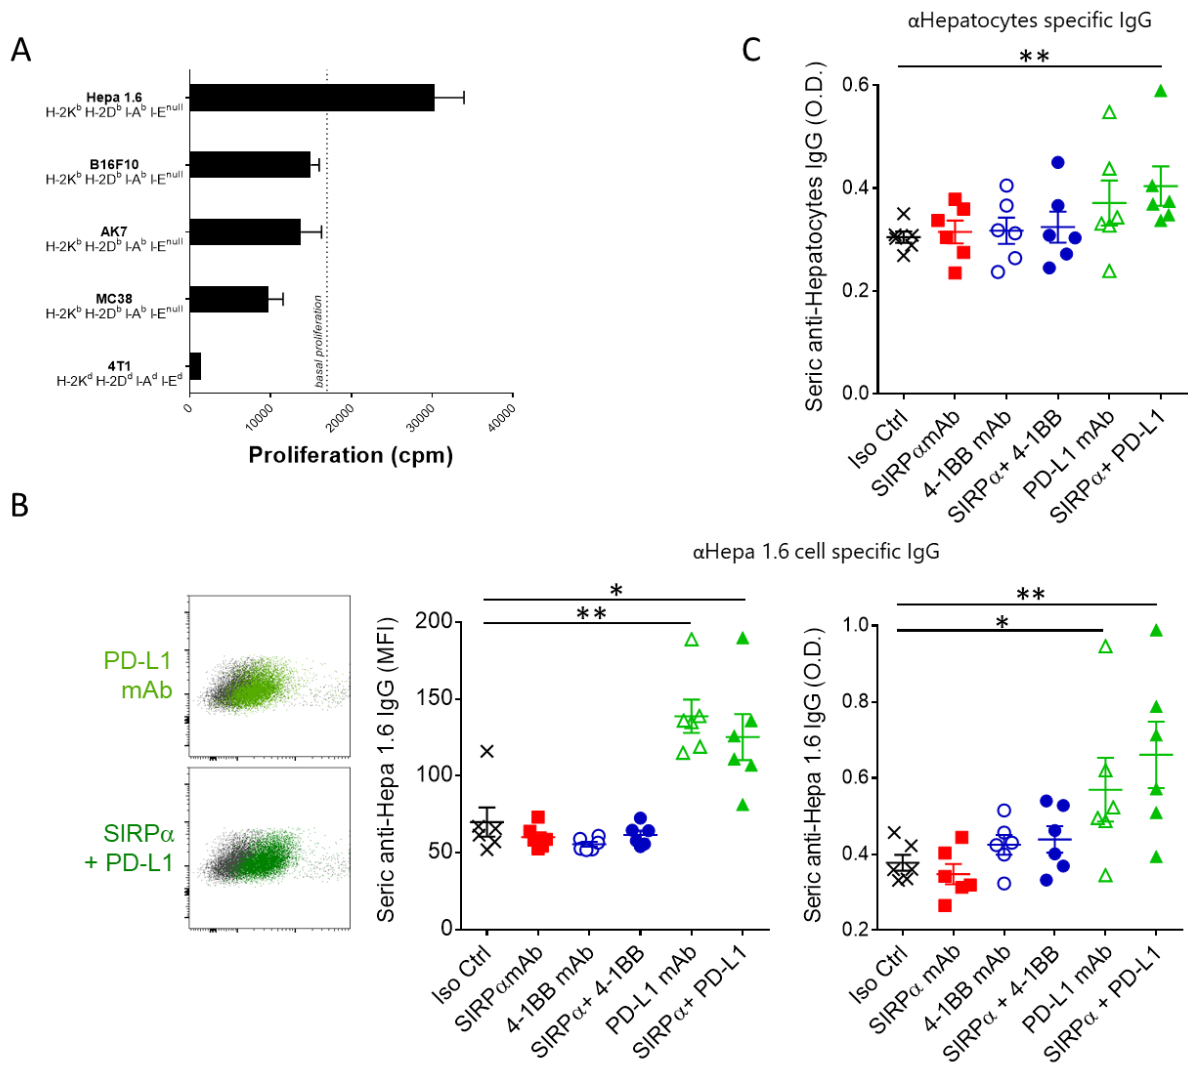 A
Hepa 1.6
H-2Kᵇ H-2Dᵇ I-Aᵇ I-Eⁿᵘˡˡ
B16F10
H-2Kᵇ H-2Dᵇ I-Aᵇ I-Eⁿᵘˡˡ
AK7
H-2Kᵇ H-2Dᵇ I-Aᵇ I-Eⁿᵘˡˡ
MC38
H-2Kᵇ H-2Dᵇ I-Aᵇ I-Eⁿᵘˡˡ
4T1
H-2Kᵈ H-2Dᵈ I-Aᵈ I-Eᵈ
basal proliferation
0
10000
20000
30000
40000
Proliferation (cpm)
C
αHepatocytes specific IgG
**
Seric anti-Hepatocytes IgG (O.D.)
0.6
0.4
0.2
0.0
Iso Ctrl
SIRPαmAb
4-1BB mAb
SIRPα+ 4-1BB
PD-L1 mAb
SIRPα+ PD-L1
B
αHepa 1.6 cell specific IgG
PD-L1
mAb
SIRPα
+ PD-L1
*
**
Seric anti-Hepa 1.6 IgG (MFI)
200
150
100
50
0
Iso Ctrl
SIRPαmAb
4-1BB mAb
SIRPα+ 4-1BB
PD-L1 mAb
SIRPα+ PD-L1
**
*
Seric anti-Hepa 1.6 IgG (O.D.)
1.0
0.8
0.6
0.4
0.2
Iso Ctrl
SIRPα mAb
4-1BB mAb
SIRPα + 4-1BB
PD-L1 mAb
SIRPα + PD-L1